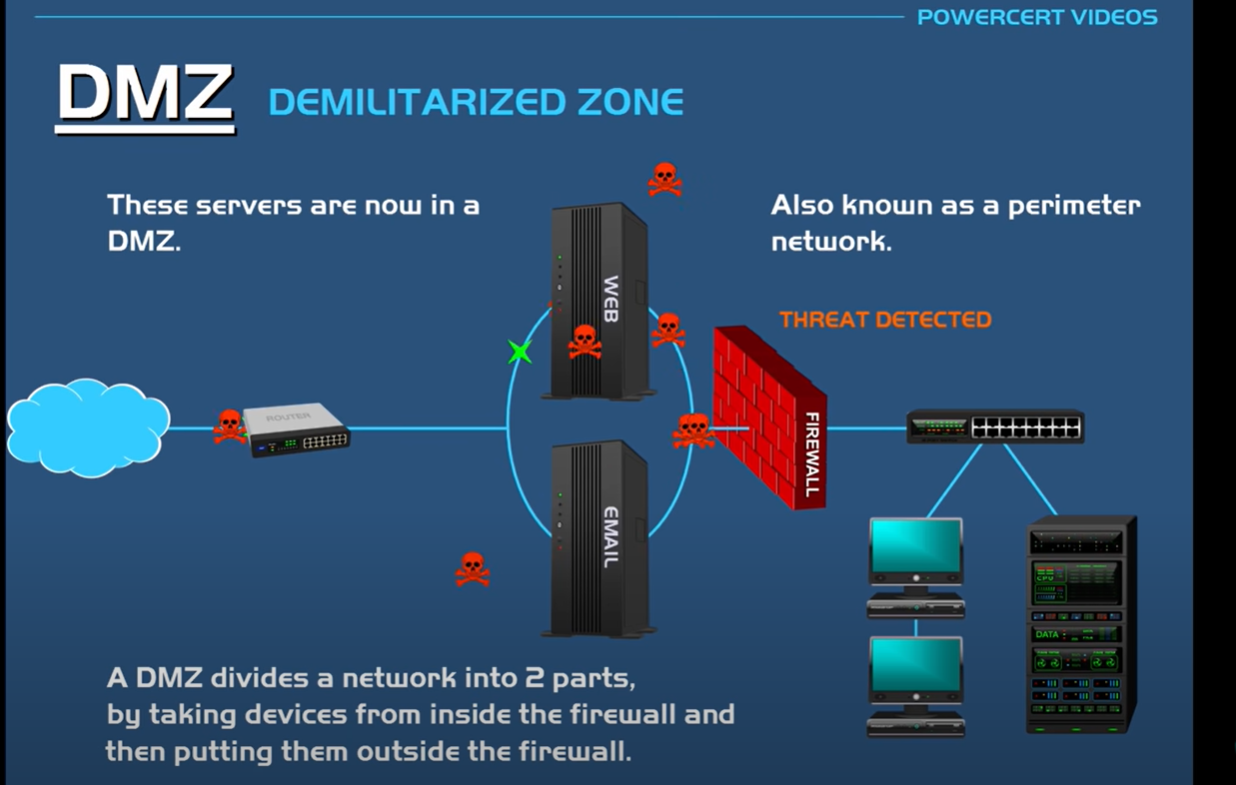 POWERCERT VIDEOS
DMZ
DEMILITARIZED ZONE
These servers are now in a
DMZ.
Also known as a perimeter
network.
WEB
THREAT DETECTED
ROUTER
FIREWALL
EMAIL
CPU
DATA
A DMZ divides a network into 2 parts,
by taking devices from inside the firewall and
then putting them outside the firewall.